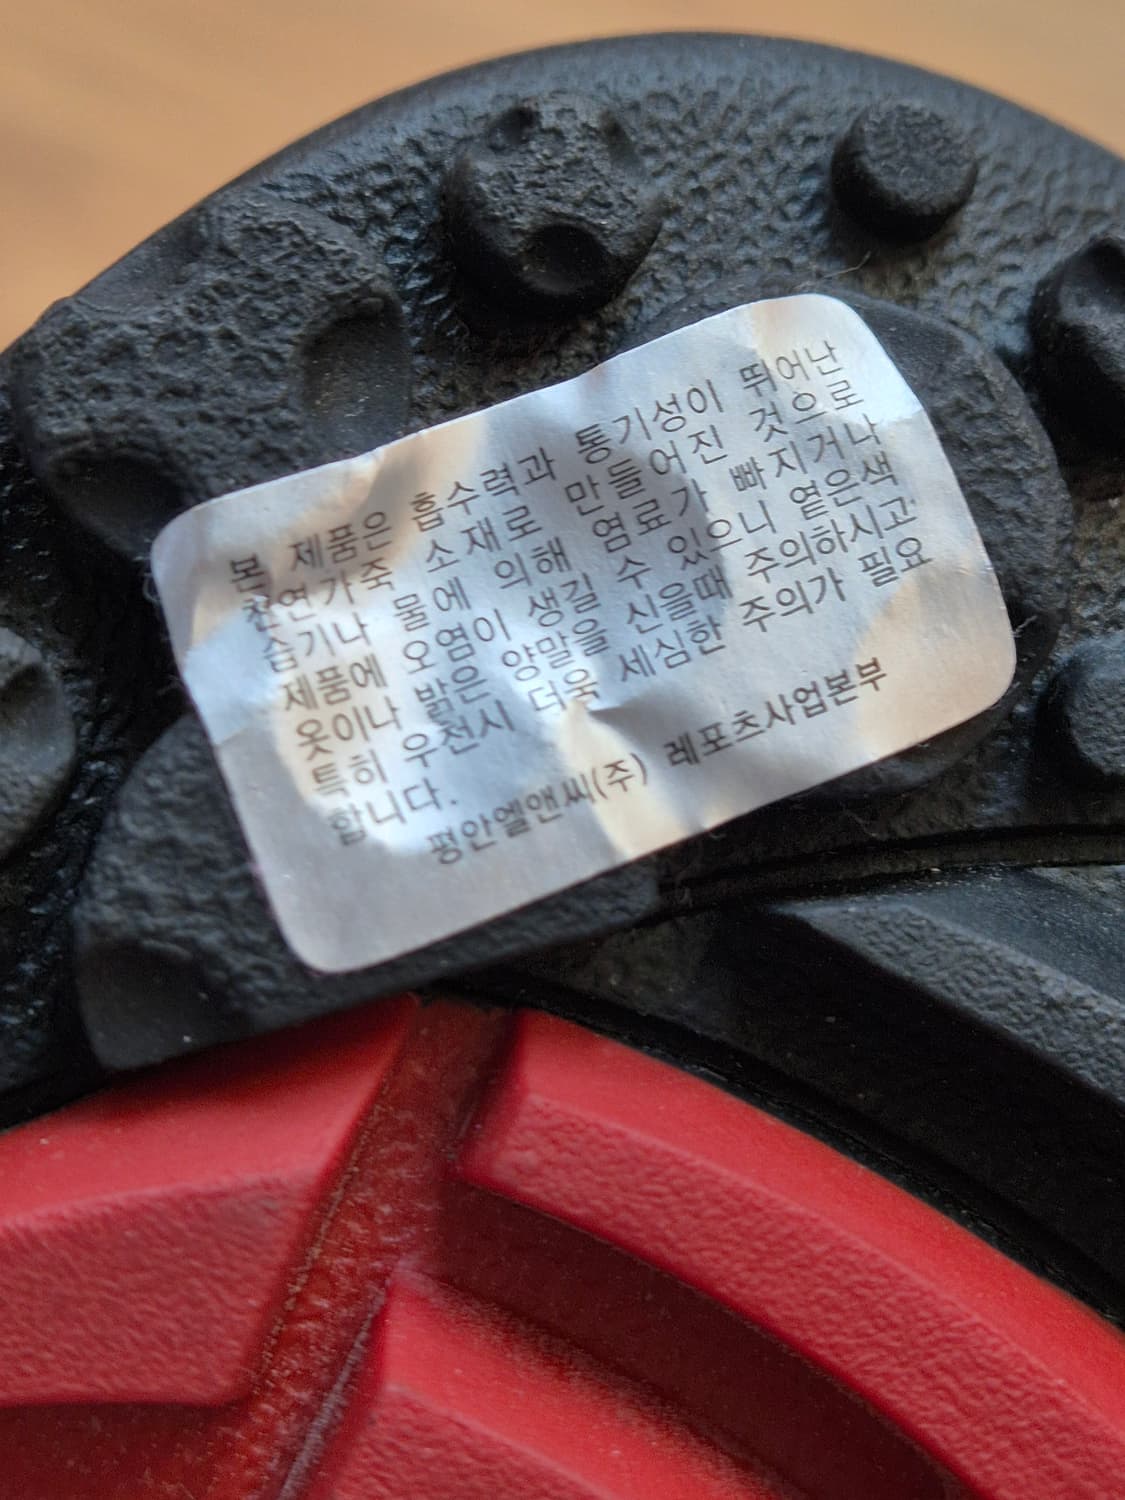 본 제품은 흡수력과 통기성이 뛰어난
천연가죽 소재로 만들어진 것으로
습기나 물에 의해 염료가 빠지거나
제품에 오염이 생길 수 있으니 옅은색
옷이나 밝은 양말을 신을때 주의하시고
특히 우천시 더욱 세심한 주의가 필요
합니다.
평안엘앤씨(주) 레포츠사업본부